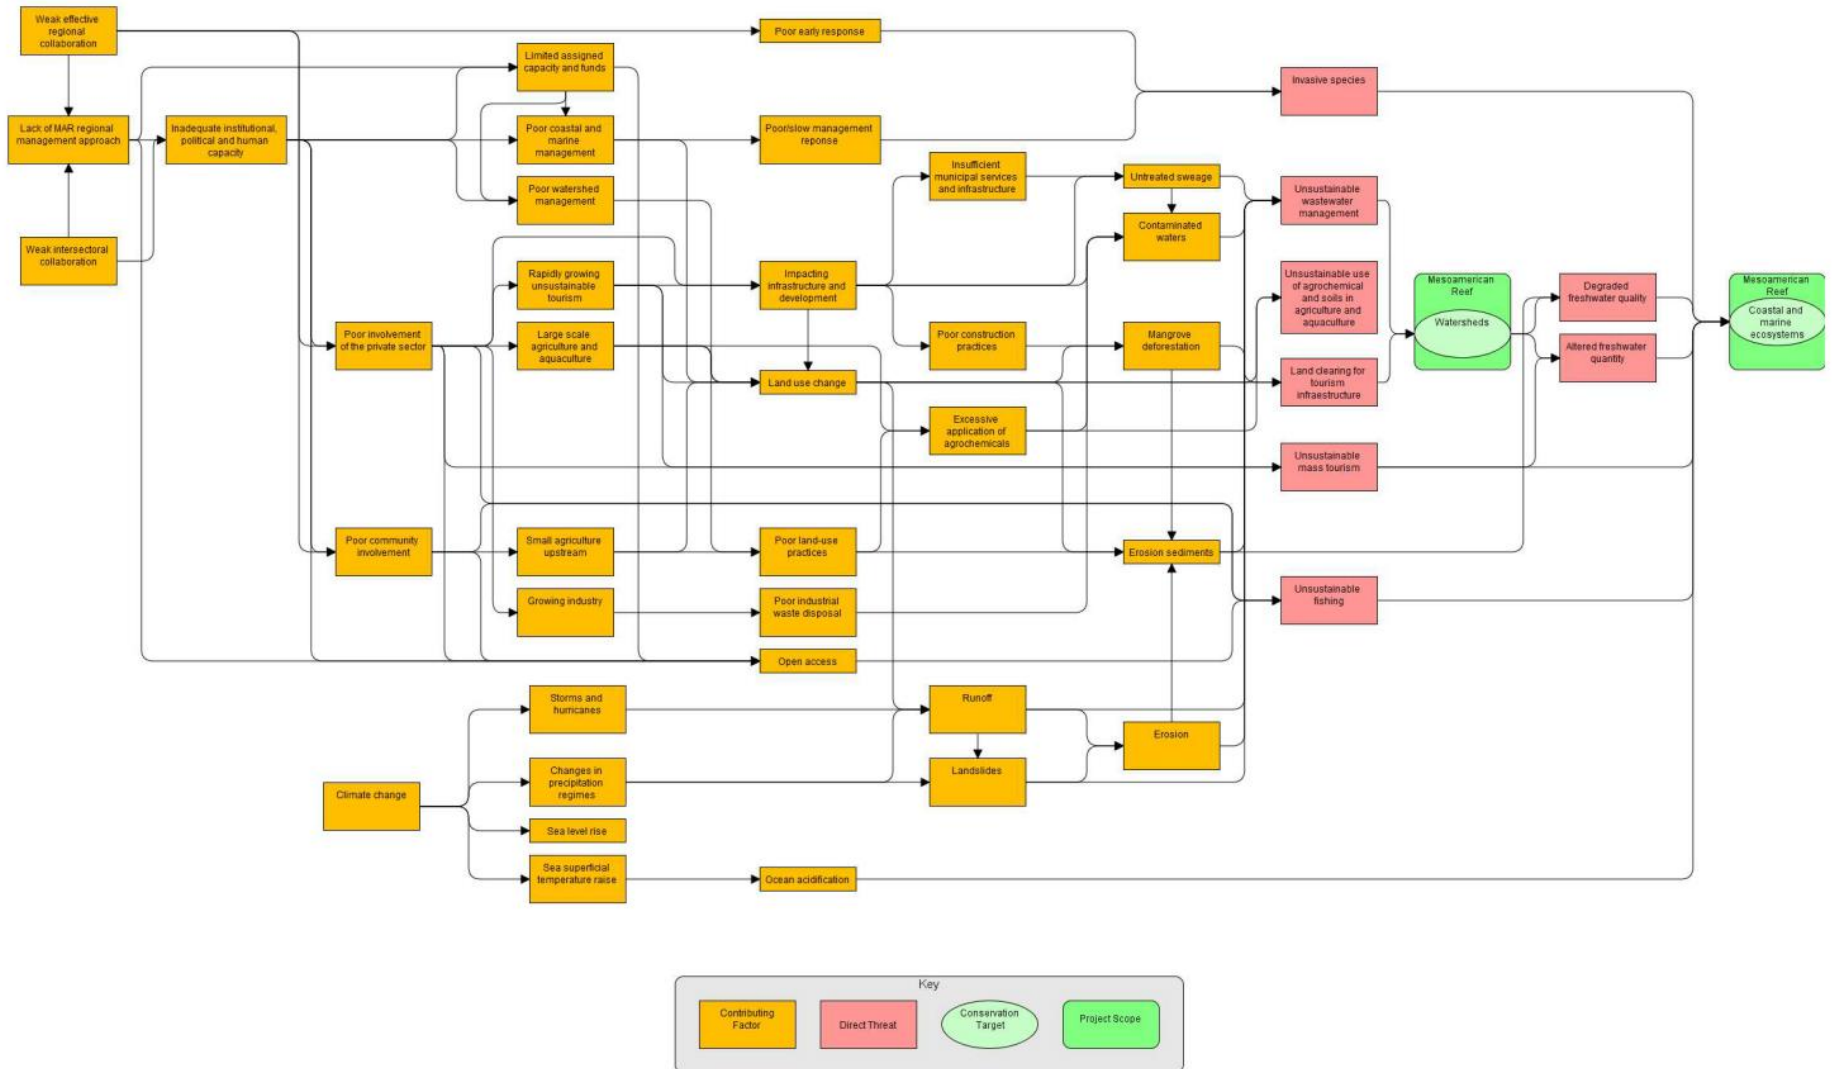 Weak effective
regional
collaboration
Poor early response
Limited assigned
capacity and funds
Invasive species
Lack of MAR regional
management approach
Inadequate institutional,
political and human
capacity
Poor coastal and
marine
management
Poor/slow management
reponse
Insufficient
municipal services
and infrastructure
Untreated sweage
Poor watershed
management
Unsustainable
wastewater
management
Contaminated
waters
Weak intersectoral
collaboration
Rapidly growing
unsustainable
tourism
Impacting
infrastructure and
development
Unsustainable use
of agrochemical
and soils in
agriculture and
aquaculture
Mesoamerican
Reef
Watersheds
Degraded
freshwater quality
Mesoamerican
Reef
Coastal and
marine
ecosystems
Poor involvement
of the private sector
Large scale
agriculture and
aquaculture
Poor construction
practices
Mangrove
deforestation
Altered freshwater
quantity
Land use change
Land clearing for
tourism
infraestructure
Excessive
application of
agrochemicals
Unsustainable
mass tourism
Poor community
involvement
Small agriculture
upstream
Poor land-use
practices
Erosion sediments
Growing industry
Poor industrial
waste disposal
Unsustainable
fishing
Open access
Storms and
hurricanes
Runoff
Erosion
Climate change
Changes in
precipitation
regimes
Landslides
Sea level rise
Sea superficial
temperature raise
Ocean acidification
Key
Contributing
Factor
Direct Threat
Conservation
Target
Project Scope